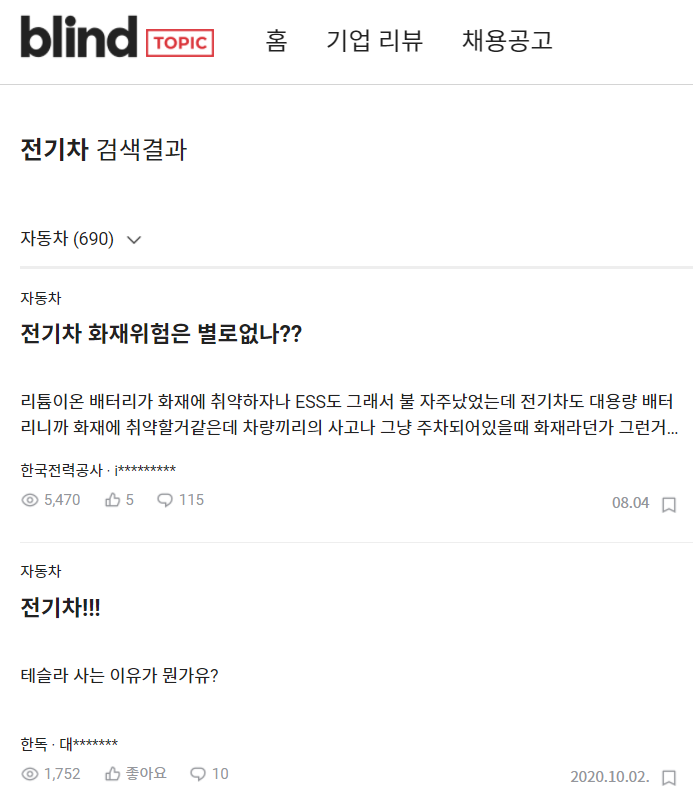 blind TOPIC 홈 기업 리뷰 채용공고
전기차 검색결과
자동차 (690)
자동차
전기차 화재위험은 별로없나??
리튬이온 배터리가 화재에 취약하자나 ESS도 그래서 불 자주났었는데 전기차도 대용량 배터
리니까 화재에 취약할거같은데 차량끼리의 사고나 그냥 주차되어있을때 화재라던가 그런거...
한국전력공사 · i*********
5,470 5 115 08.04
자동차
전기차!!!
테슬라 사는 이유가 뭔가유?
한독 · 대*******
1,752 좋아요 10 2020.10.02.